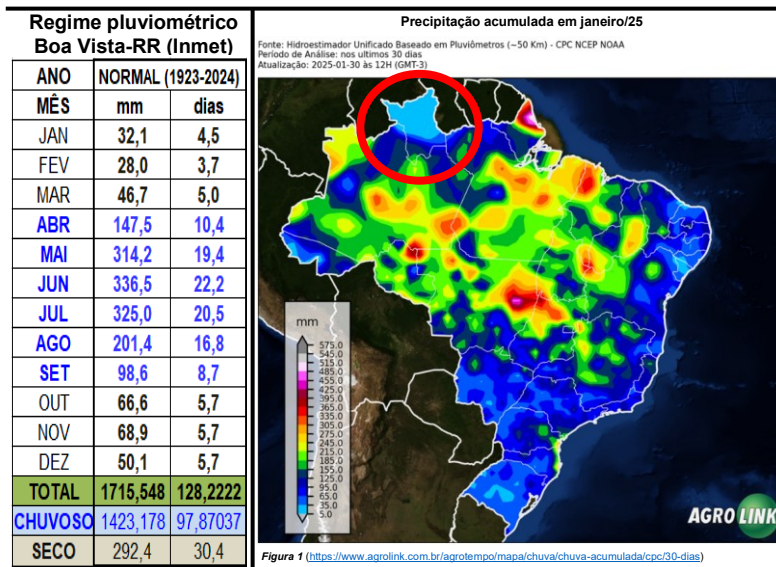 Regime pluviométrico
Boa Vista-RR (Inmet)
ANO NORMAL (1923-2024)
MÊS mm dias
JAN 32,1 4,5
FEV 28,0 3,7
MAR 46,7 5,0
ABR 147,5 10,4
MAI 314,2 19,4
JUN 336,5 22,2
JUL 325,0 20,5
AGO 201,4 16,8
SET 98,6 8,7
OUT 66,6 5,7
NOV 68,9 5,7
DEZ 50,1 5,7
TOTAL 1715,548 128,2222
CHUVOSO 1423,178 97,87037
SECO 292,4 30,4
Precipitação acumulada em janeiro/25
Fonte: Hidroestimador Unificado Baseado em Pluviômetros (~50 Km) - CPC NCEP NOAA
Período de Análise: nos ultimos 30 dias
Atualização: 2025-01-30 às 12H (GMT-3)
mm
575.0
545.0
515.0
485.0
455.0
425.0
395.0
365.0
335.0
305.0
275.0
245.0
215.0
185.0
155.0
125.0
95.0
65.0
35.0
5.0
AGROLINK
Figura 1 (https://www.agrolink.com.br/agrotempo/mapa/chuva/chuva-acumulada/cpc/30-dias)